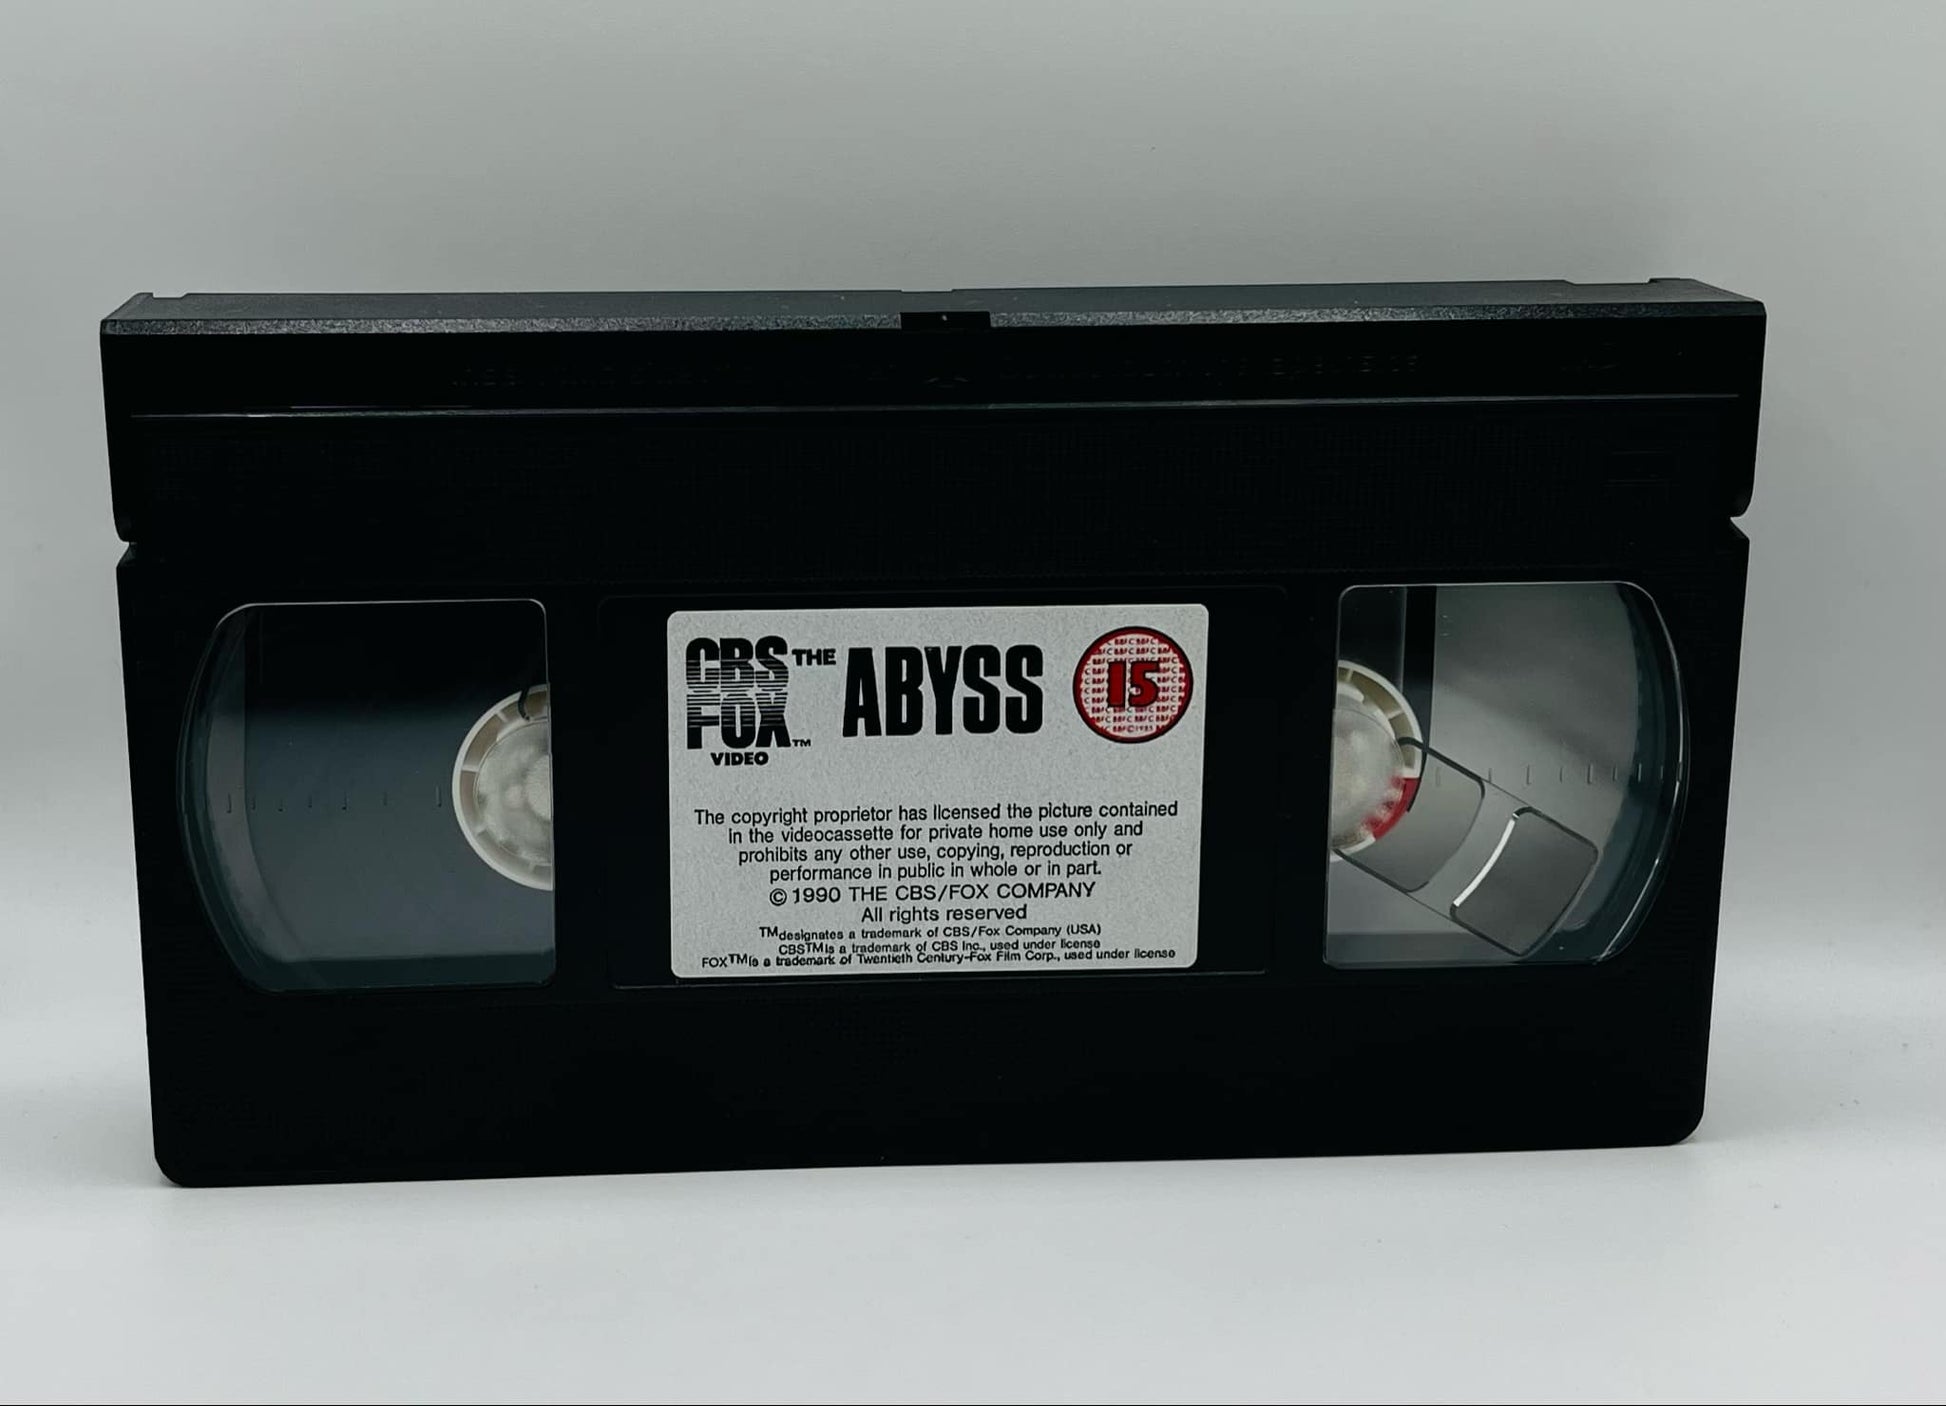 CBS
FOX™
VIDEO
THE ABYSS
15
The copyright proprietor has licensed the picture contained
in the videocassette for private home use only and
prohibits any other use, copying, reproduction or
performance in public in whole or in part.
© 1990 THE CBS/FOX COMPANY
All rights reserved
TM designates a trademark of CBS/Fox Company (USA)
CBS TM is a trademark of CBS Inc., used under license
FOX TM is a trademark of Twentieth Century-Fox Film Corp., used under license